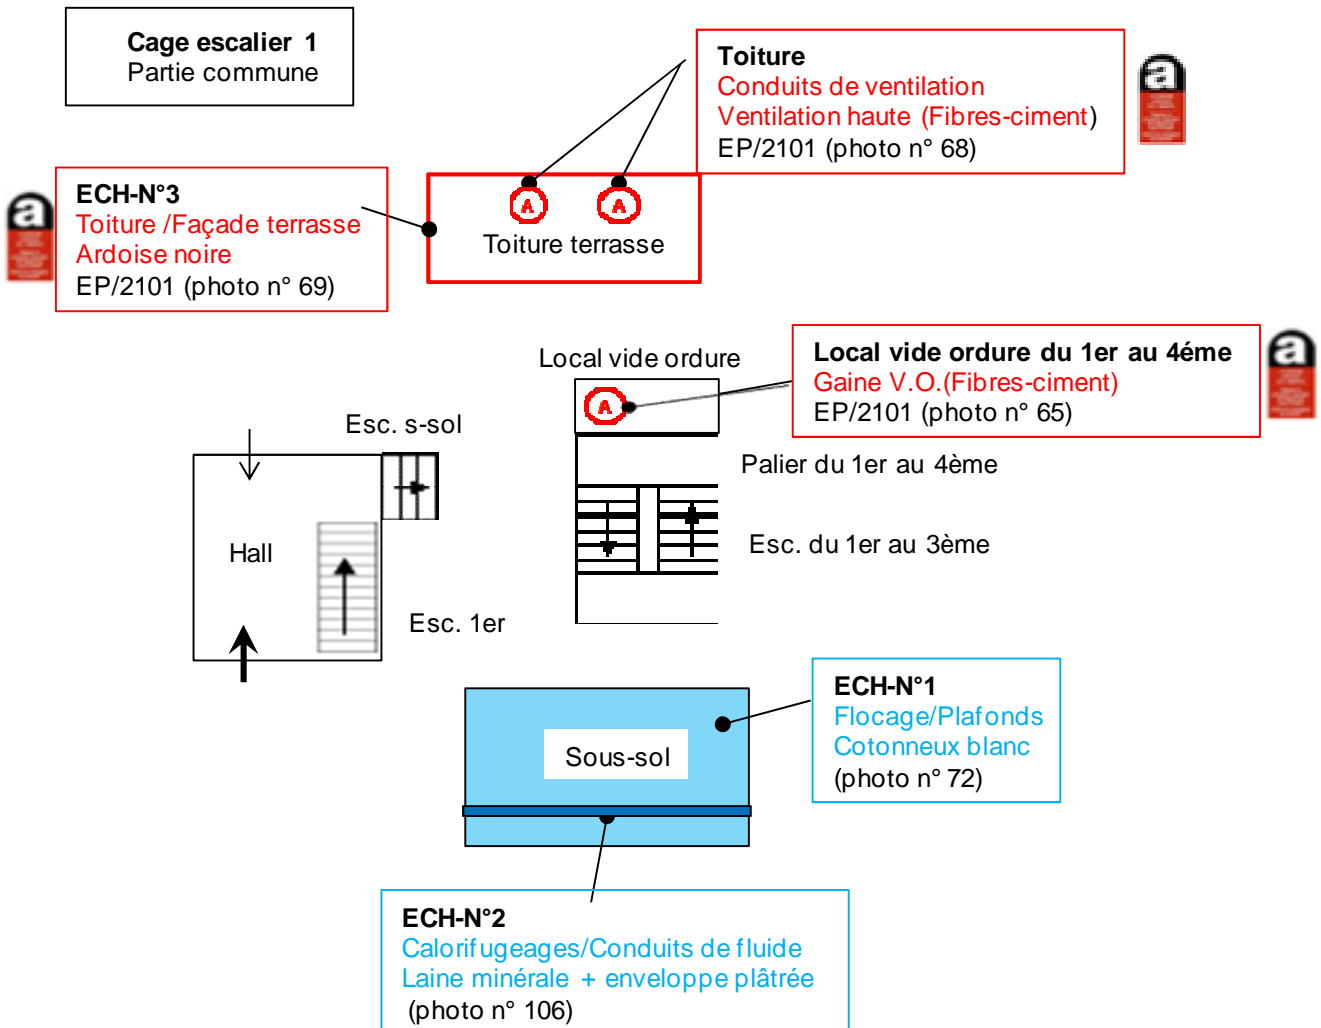 Cage escalier 1
Partie commune
Toiture
Conduits de ventilation
Ventilation haute (Fibres-ciment)
EP/2101 (photo n° 68)
a
a
ECH-N°3
Toiture /Façade terrasse
Ardoise noire
EP/2101 (photo n° 69)
A
A
Toiture terrasse
Local vide ordure
A
Local vide ordure du 1er au 4éme
Gaine V.O.(Fibres-ciment)
EP/2101 (photo n° 65)
a
Esc. s-sol
Hall
Esc. 1er
Palier du 1er au 4ème
Esc. du 1er au 3ème
Sous-sol
ECH-N°1
Flocage/Plafonds
Cotonneux blanc
(photo n° 72)
ECH-N°2
Calorifugeages/Conduits de fluide
Laine minérale + enveloppe plâtrée
(photo n° 106)